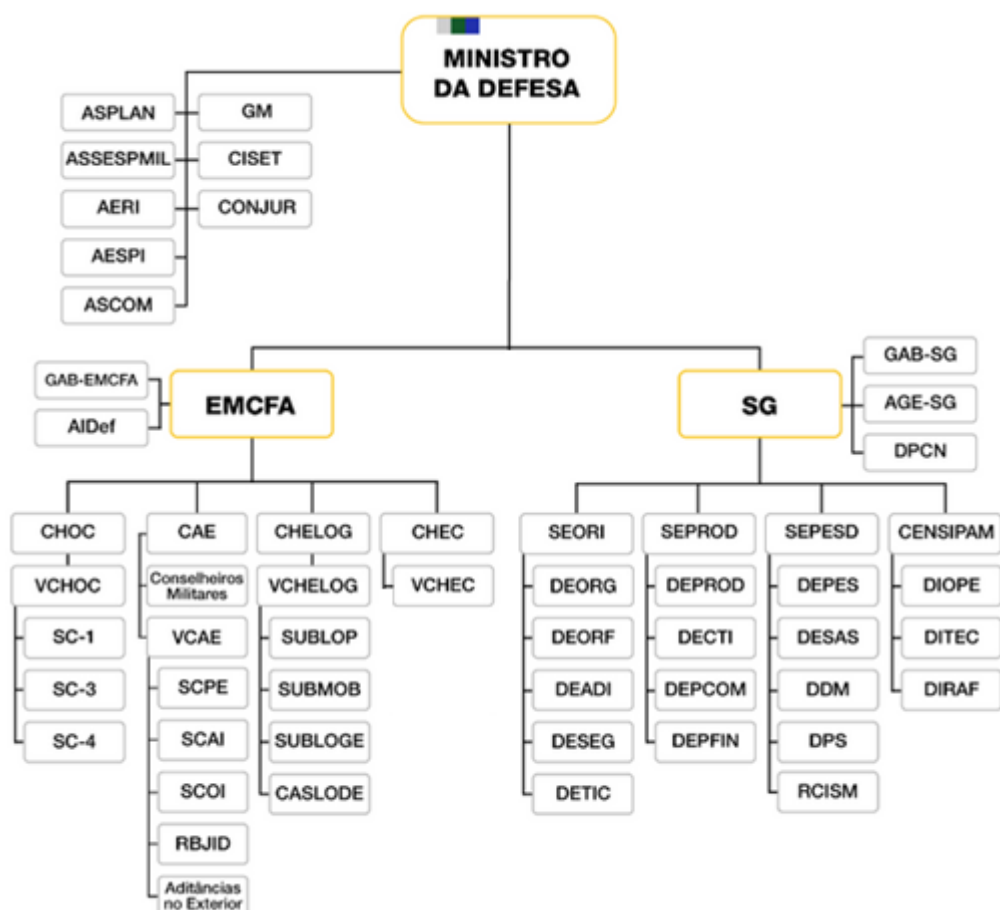 MINISTRO
DA DEFESA
ASPLAN
GM
ASSESPMIL
CISET
AERI
CONJUR
AESPI
ASCOM
GAB-EMCFA
AIDef
EMCFA
SG
GAB-SG
AGE-SG
DPCN
CHOC
CAE
CHELOG
CHEC
SEORI
SEPROD
SEPESD
CENSIPAM
VCHOC
Conselheiros
Militares
VCHELOG
VCHEC
DEORG
DEPROD
DEPES
DIOPE
SC-1
VCAE
SUBLOP
DEORF
DECTI
DESAS
DITEC
SC-3
SCPE
SUBMOB
DEADI
DEPCOM
DDM
DIRAF
SC-4
SCAI
SUBLOGE
DESEG
DEPFIN
DPS
SCOI
CASLODE
DETIC
RCISM
RBJID
Aditâncias
no Exterior